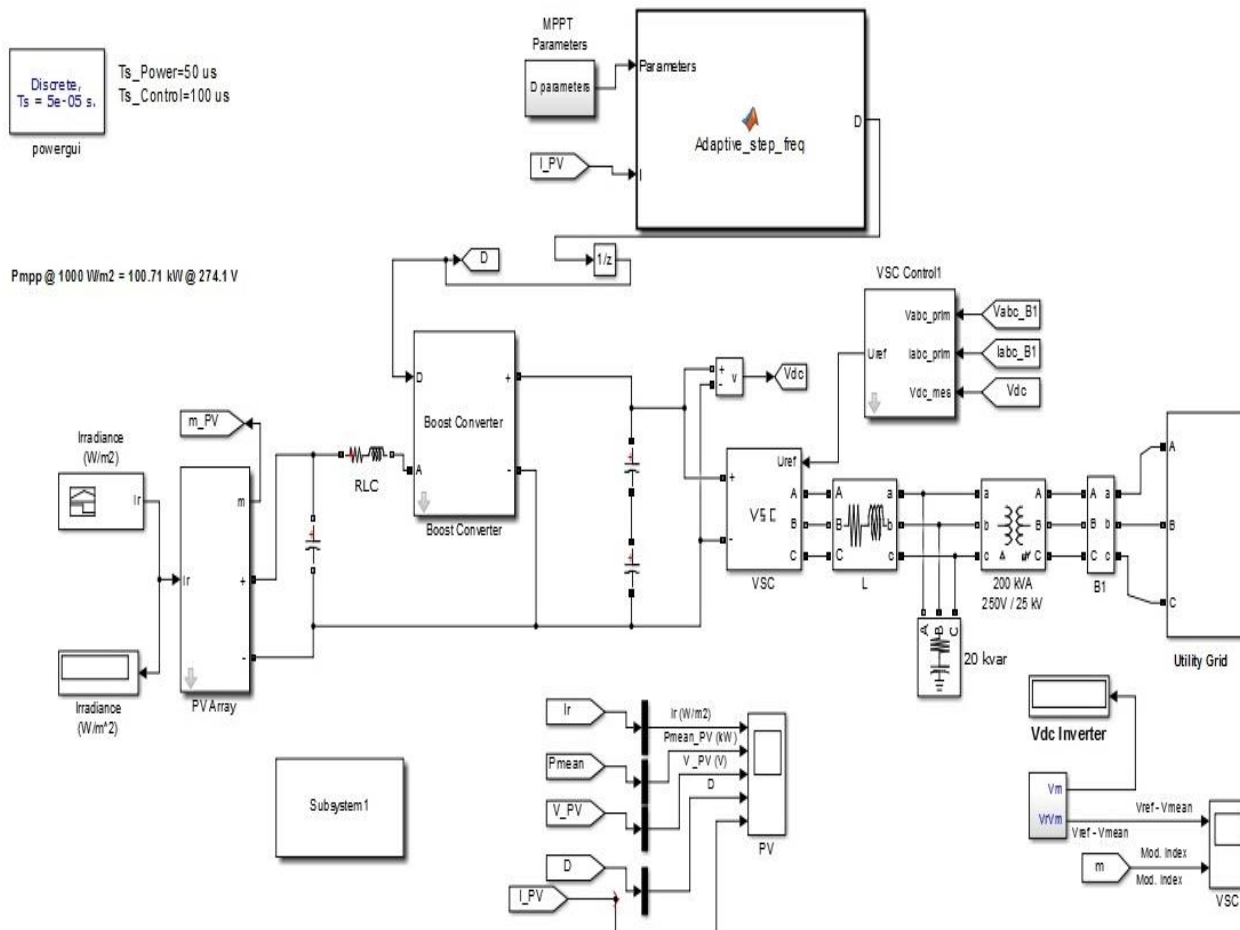 Discrete,
Ts = 5e-05 s.
powergui
Ts_Power=50 us
Ts_Control=100 us
MPPT
Parameters
D parameters
Parameters
I
D
Adaptive_step_freq
I_PV
D
1/z
Pmpp @ 1000 W/m2 = 100.71 kW @ 274.1 V
VSC Control1
Vabc_prim
Iabc_prim
Vdc_mes
Uref
Vabc_B1
Iabc_B1
Vdc
D
+
A
-
Boost Converter
Boost Converter
+
-
v
Vdc
m_PV
Irradiance
(W/m2)
Ir
Ir
m
+
-
PV Array
Irradiance
(W/m^2)
RLC
Uref
+
-
VSC
A
B
C
VSC
A
B
C
a
b
c
L
a
b
c
A
B
C
200 kVA
250V / 25 kV
A
B
C
a
b
c
B1
A
B
C
Utility Grid
A
B
C
20 kvar
Subsystem1
Ir
Pmean
V_PV
D
I_PV
Ir (W/m2)
Pmean_PV (kW)
V_PV (V)
D
PV
Vdc Inverter
Vm
VrVm
Vref - Vmean
Vref - Vmean
m
Mod. Index
Mod. Index
VSC